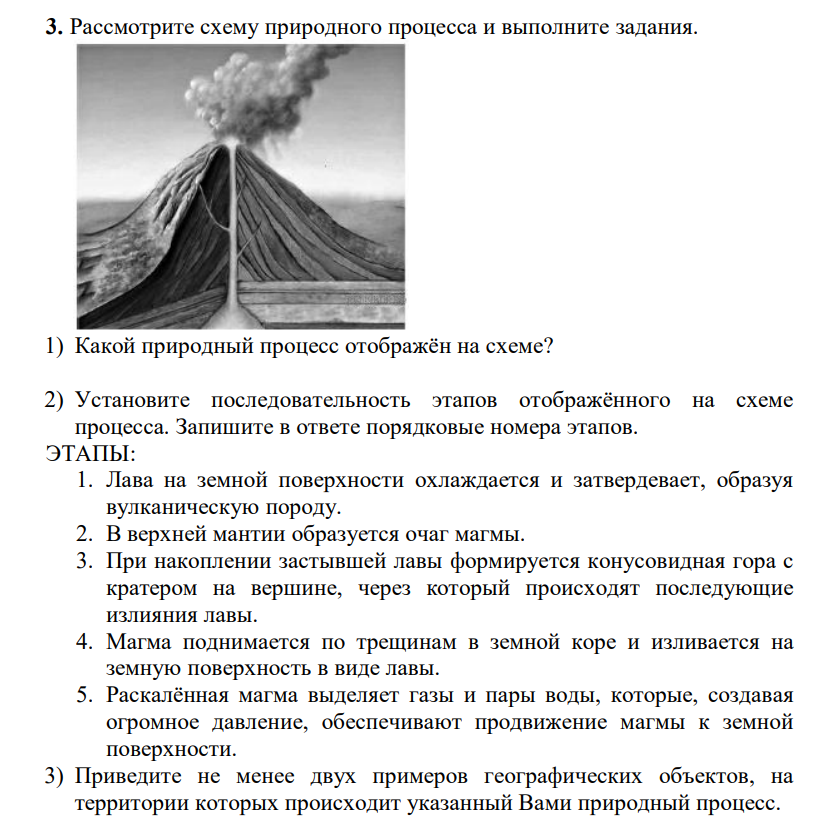 3. Рассмотрите схему природного процесса и выполните задания.
1) Какой природный процесс отображён на схеме?
2) Установите последовательность этапов отображённого на схеме
процесса. Запишите в ответе порядковые номера этапов.
ЭТАПЫ:
1. Лава на земной поверхности охлаждается и затвердевает, образуя
вулканическую породу.
2. В верхней мантии образуется очаг магмы.
3. При накоплении застывшей лавы формируется конусовидная гора с
кратером на вершине, через который происходят последующие
излияния лавы.
4. Магма поднимается по трещинам в земной коре и изливается на
земную поверхность в виде лавы.
5. Раскалённая магма выделяет газы и пары воды, которые, создавая
огромное давление, обеспечивают продвижение магмы к земной
поверхности.
3) Приведите не менее двух примеров географических объектов, на
территории которых происходит указанный Вами природный процесс.